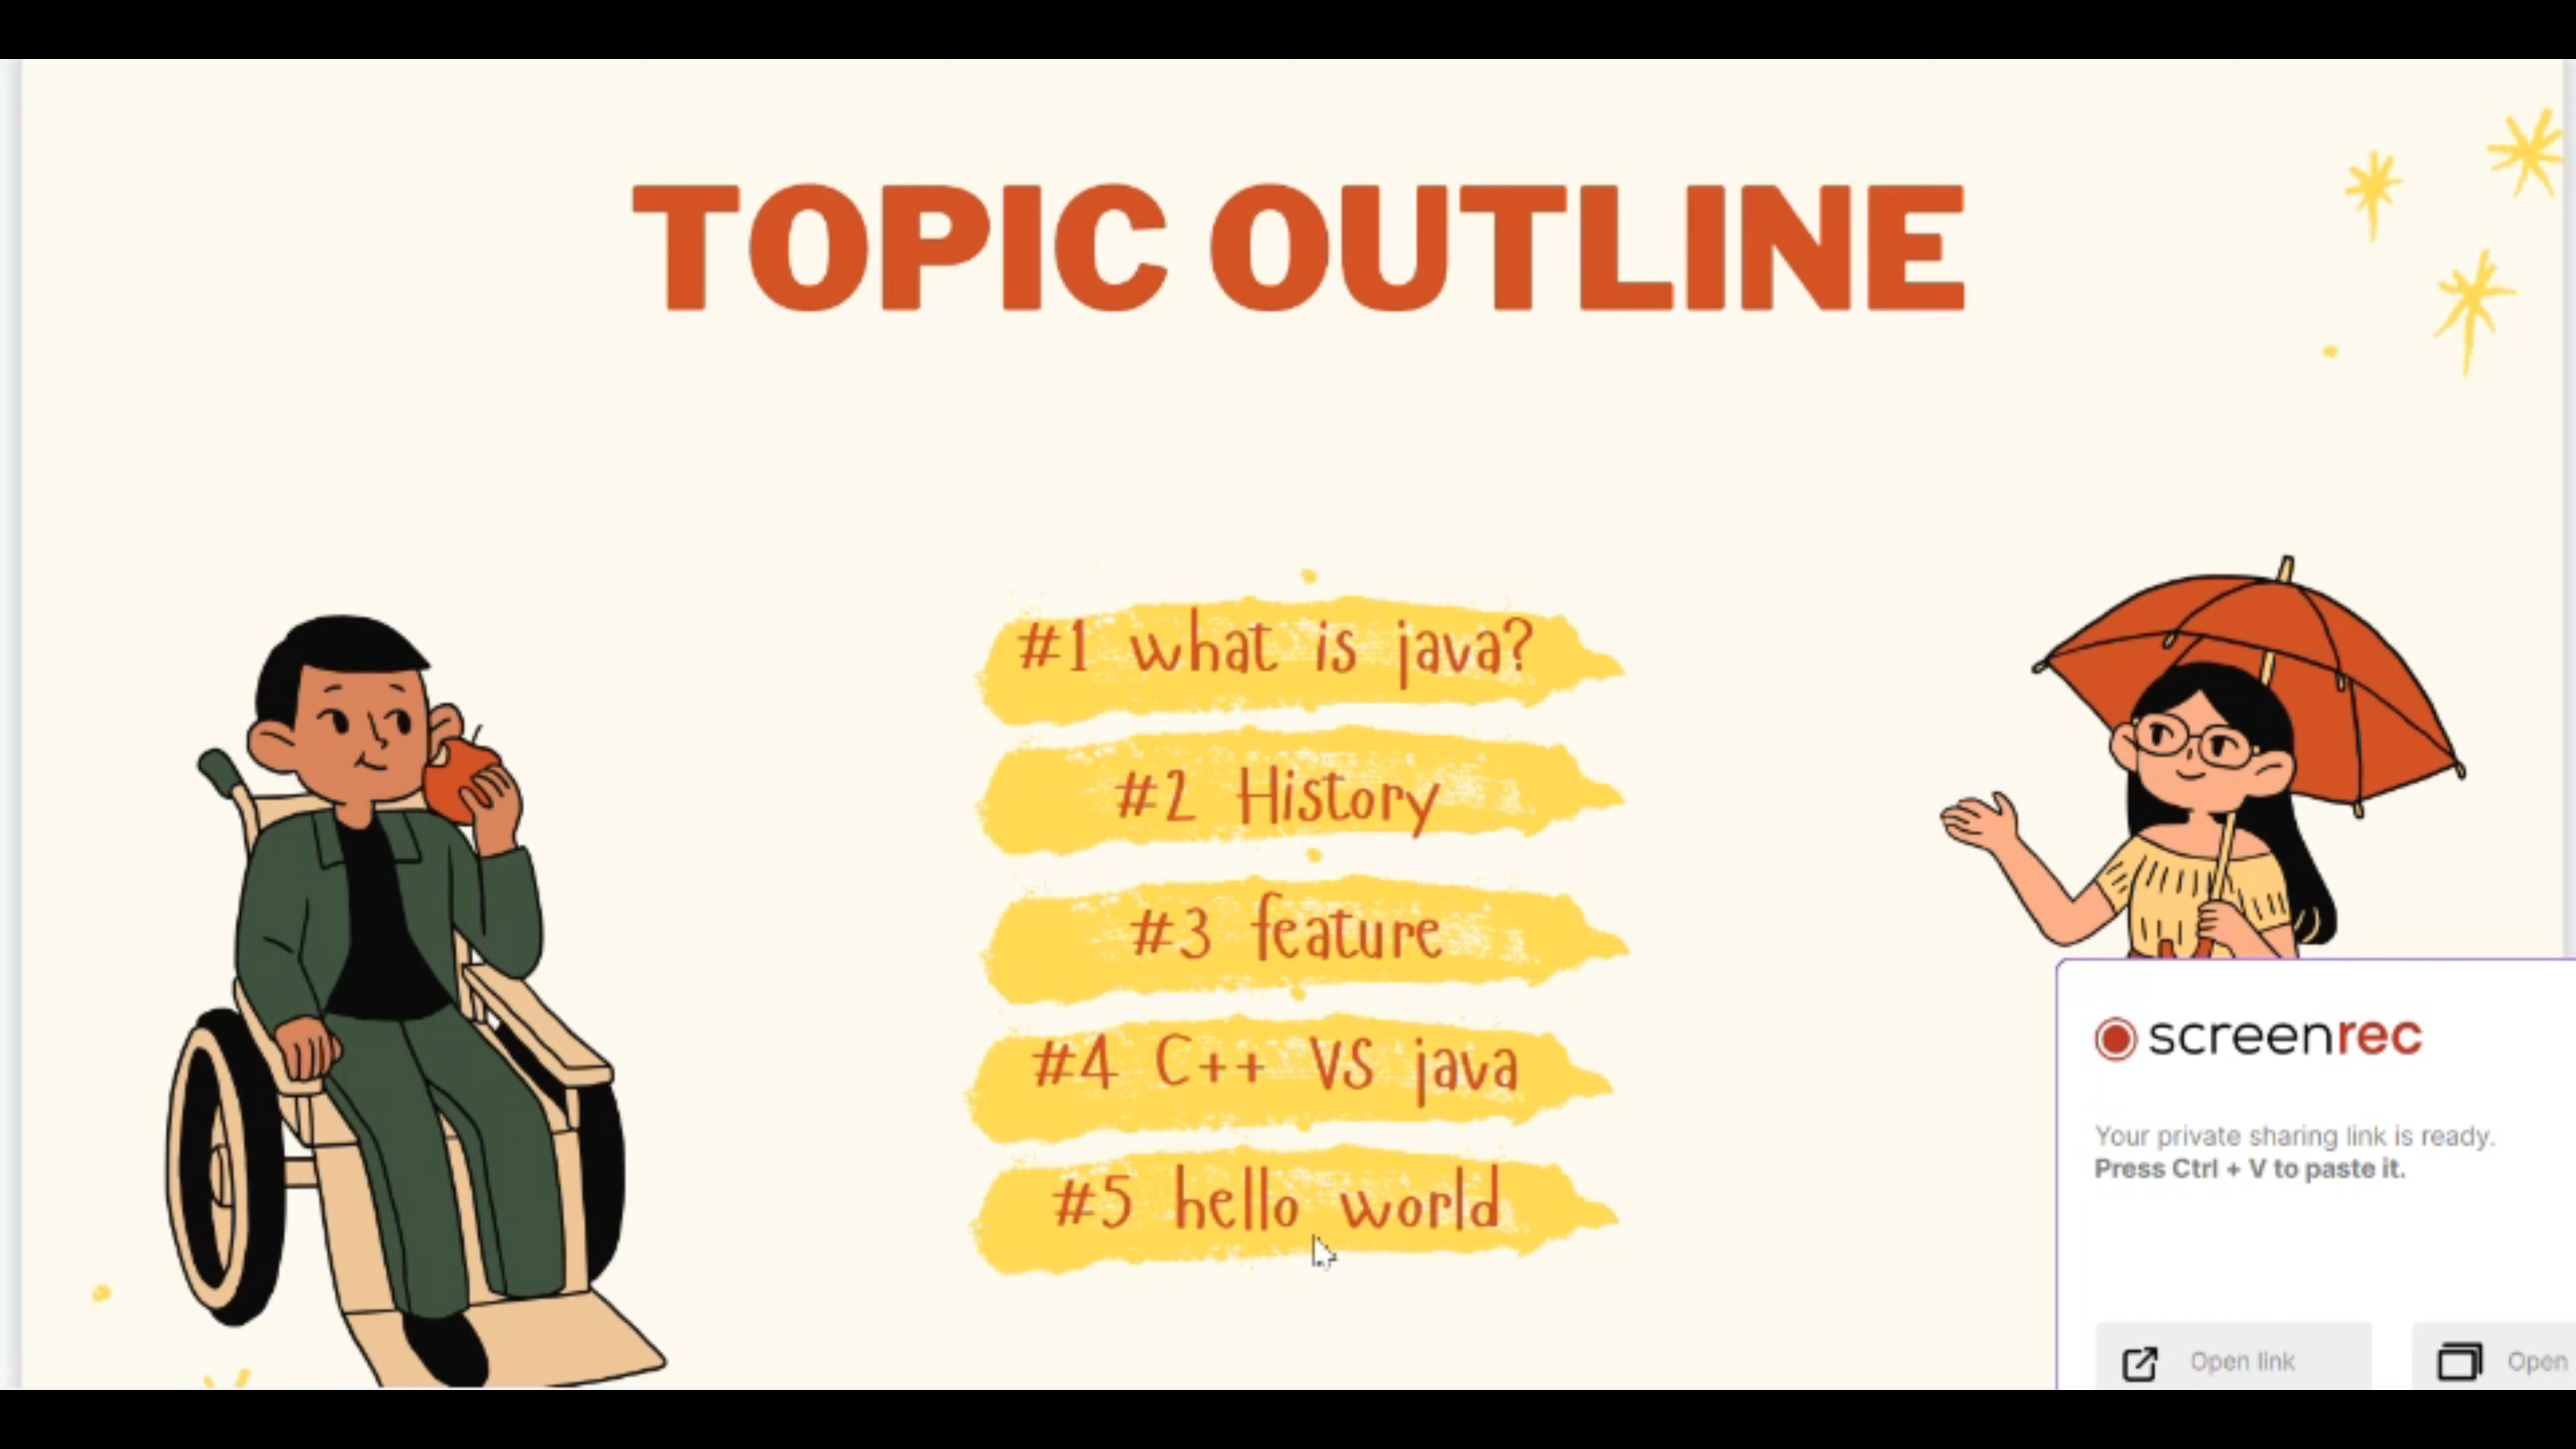 TOPIC OUTLINE
#1 what is java?
#2 History
#3 feature
#4 C++ VS java
#5 hello world
screenrec
Your private sharing link is ready.
Press Ctrl + V to paste it.
Open link
Open